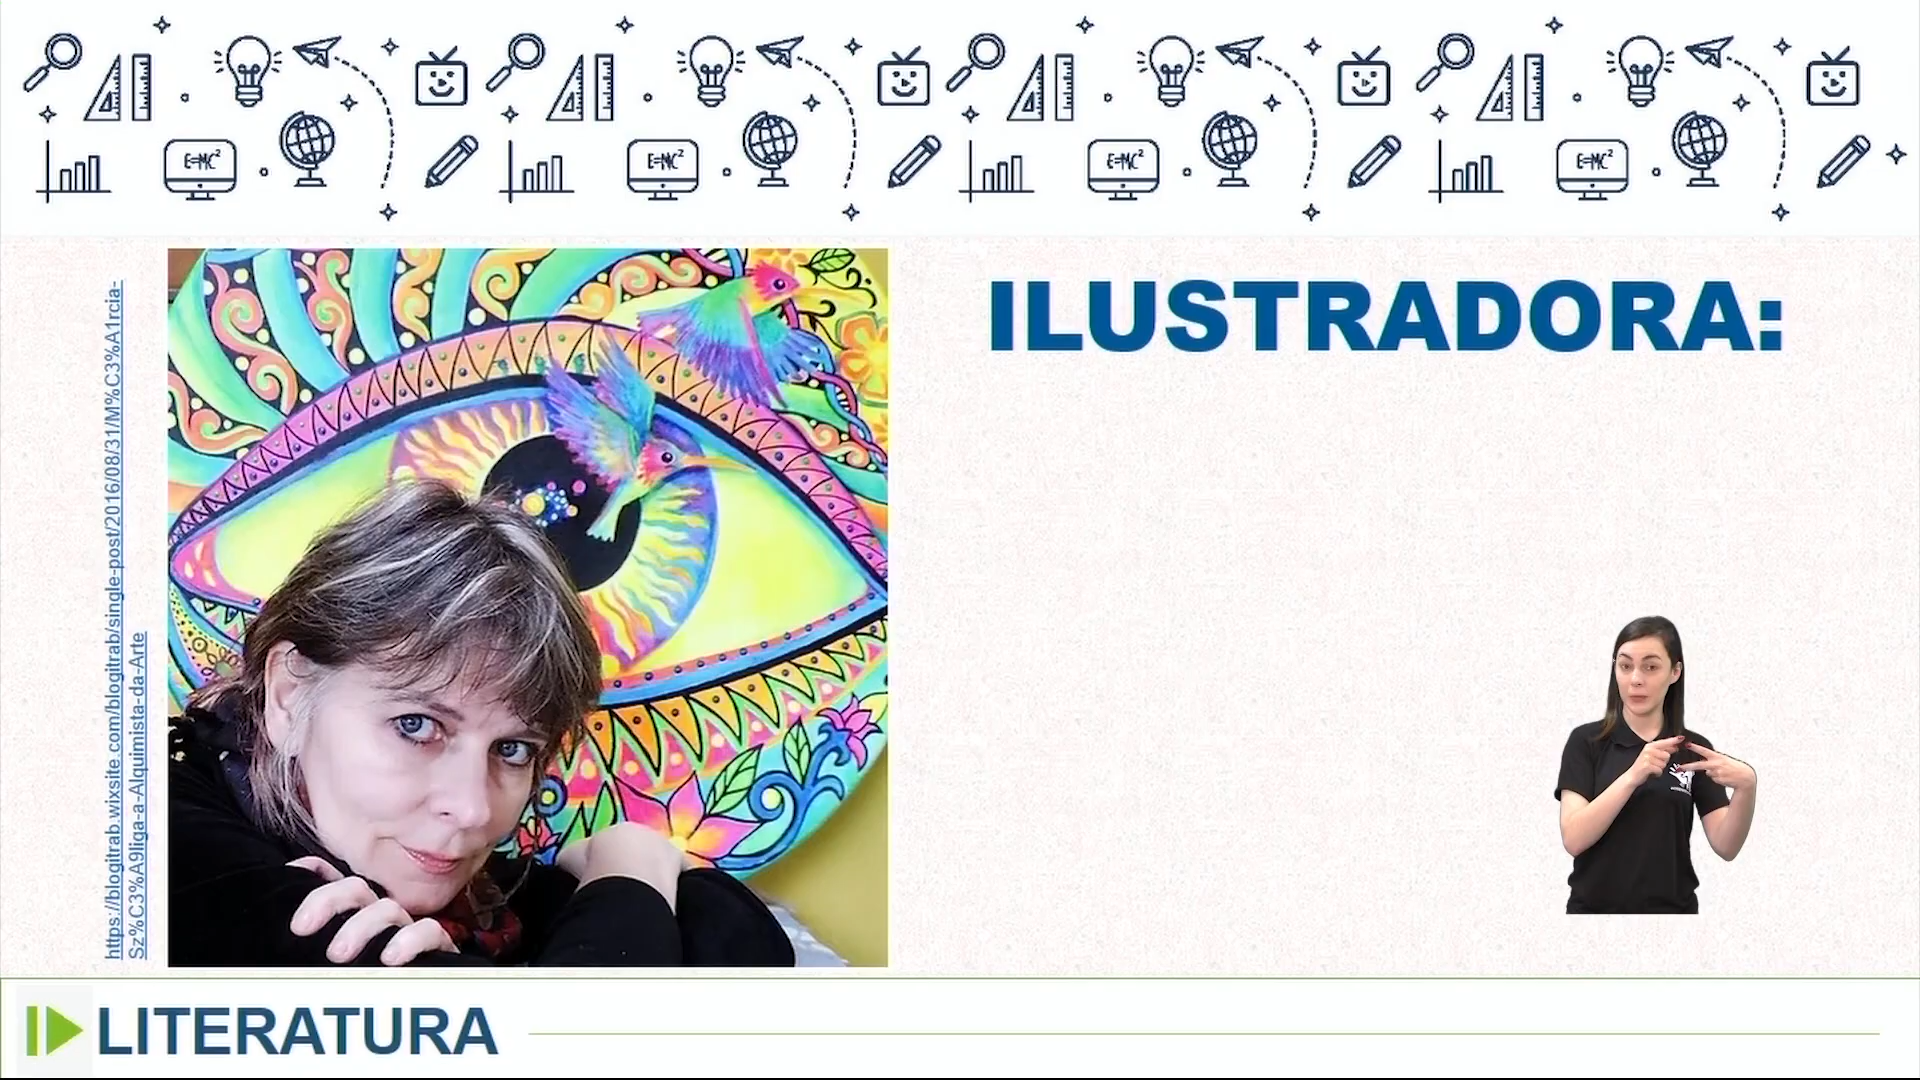 E=MC²
E=MC²
E=MC²
E=MC²
https://blogitrab.wixsite.com/blogitrab/single-post/2016/08/31/M%C3%A1rcia-
Sz%C3%A9liga-a-Alquimista-da-Arte
ILUSTRADORA:
LITERATURA